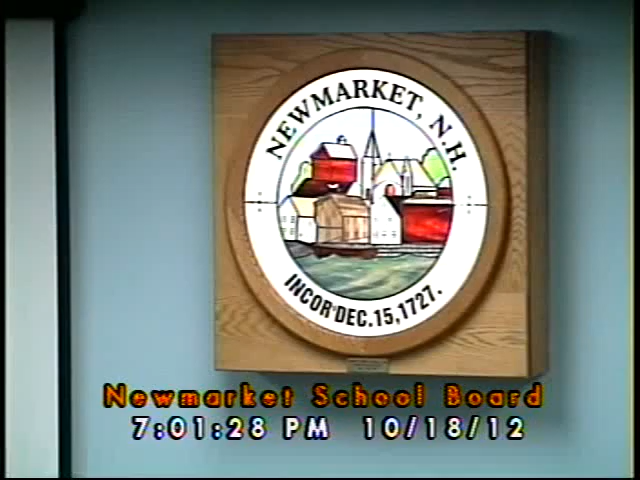 NEWMARKET, N.H.
INCOR DEC. 15, 1727.
Newmarket School Board
7:01:28 PM 10/18/12